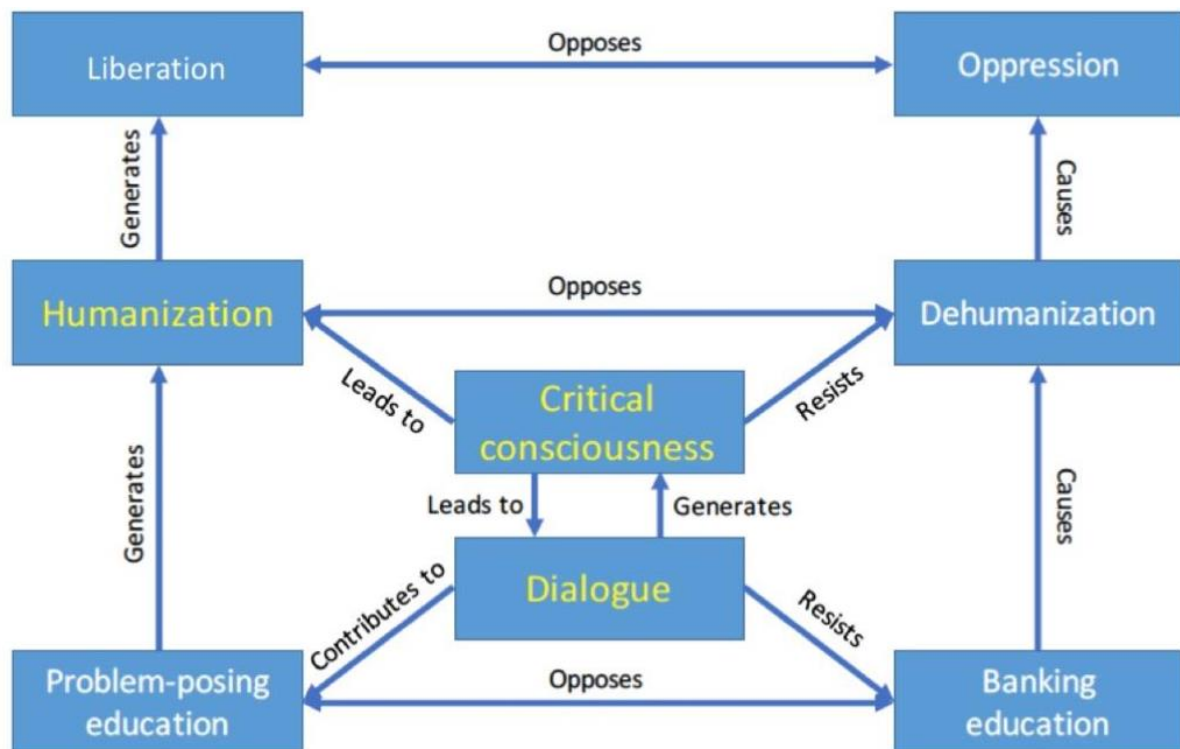 Opposes
Liberation
Oppression
Generates
Causes
Opposes
Humanization
Dehumanization
Leads to
Critical
consciousness
Resists
Generates
Leads to
Generates
Causes
Dialogue
Contributes to
Resists
Problem-posing
education
Opposes
Banking
education